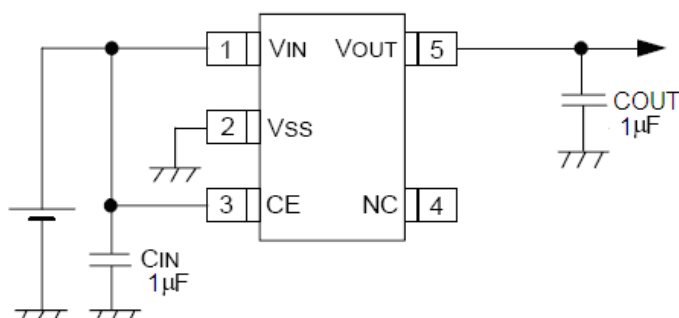 1 VIN VOUT 5
COUT
1µF
2 VSS
3 CE NC 4
CIN
1µF